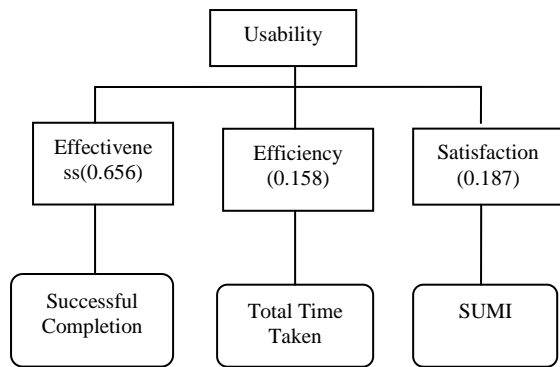 Usability
Effectivene
ss(0.656)
Efficiency
(0.158)
Satisfaction
(0.187)
Successful
Completion
Total Time
Taken
SUMI